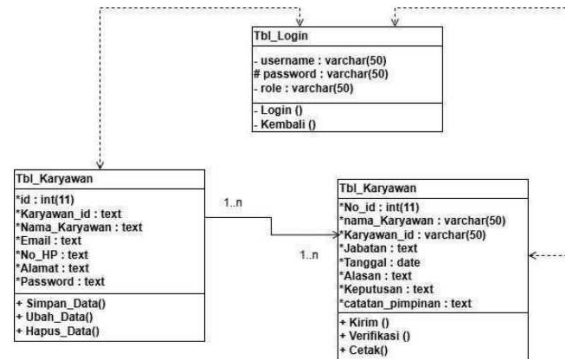 Tbl_Login
- username : varchar(50)
# password : varchar(50)
- role : varchar(50)
- Login ()
- Kembali ()
Tbl_Karyawan
*id : int(11)
*Karyawan_id : text
*Nama_Karyawan : text
*Email : text
*No_HP : text
*Alamat : text
*Password : text
+ Simpan_Data()
+ Ubah_Data()
+ Hapus_Data()
1..n
1..n
Tbl_Karyawan
*No_id : int(11)
*nama_Karyawan : varchar(50)
*Karyawan_id : varchar(50)
*Jabatan : text
*Tanggal : date
*Alasan : text
*Keputusan : text
*catatan_pimpinan : text
+ Kirim ()
+ Verifikasi ()
+ Cetak()